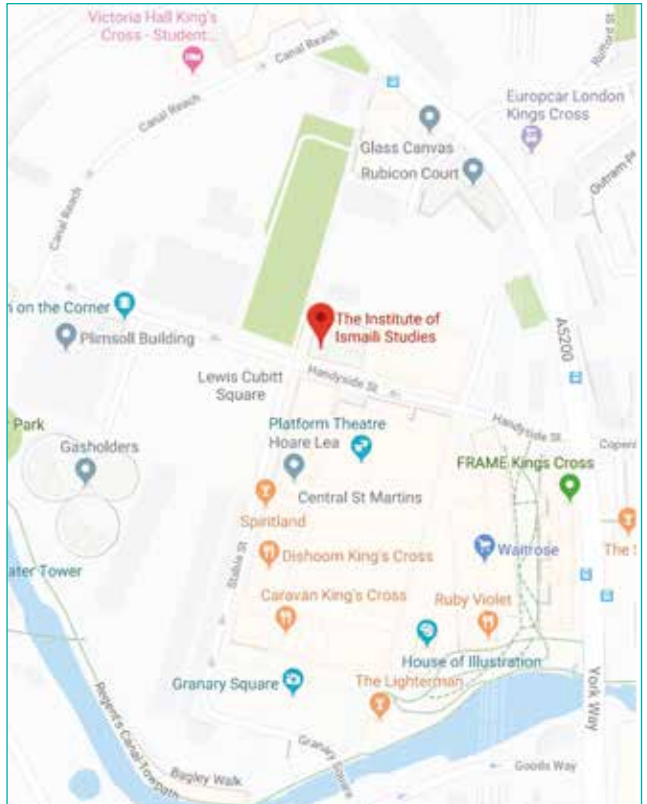 Victoria Hall King's
Cross - Student...
Canal Reach
Rufford St
Europcar London
Kings Cross
Canal Reach
Glass Canvas
Rubicon Court
Canal Reach
n on the Corner
The Institute of
Ismaili Studies
Plimsoll Building
A5200
Handyside St
Lewis Cubitt
Square
Handyside St
Park
Platform Theatre
Hoare Lea
Gasholders
FRAME Kings Cross
Central St Martins
Spiritland
Stable St
Dishoom King's Cross
Waitrose
The S
ater Tower
Caravan King's Cross
Ruby Violet
House of Illustration
Granary Square
The Lighterman
York Way
Regent's Canal Towpath
Granary Square
Bagley Walk
Goods Way